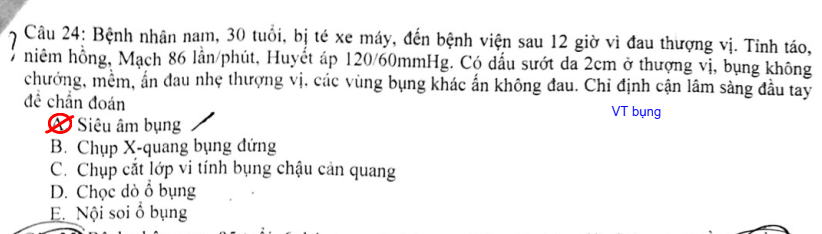 Câu 24: Bệnh nhân nam, 30 tuổi, bị té xe máy, đến bệnh viện sau 12 giờ vì đau thượng vị. Tỉnh táo,
niêm hồng, Mạch 86 lần/phút, Huyết áp 120/60mmHg. Có dấu sướt da 2cm ở thượng vị, bụng không
chướng, mềm, ấn đau nhẹ thượng vị. các vùng bụng khác ấn không đau. Chỉ định cận lâm sàng đầu tay
để chẩn đoán
VT bụng
A. Siêu âm bụng
B. Chụp X-quang bụng đứng
C. Chụp cắt lớp vi tính bụng chậu cản quang
D. Chọc dò ổ bụng
E. Nội soi ổ bụng